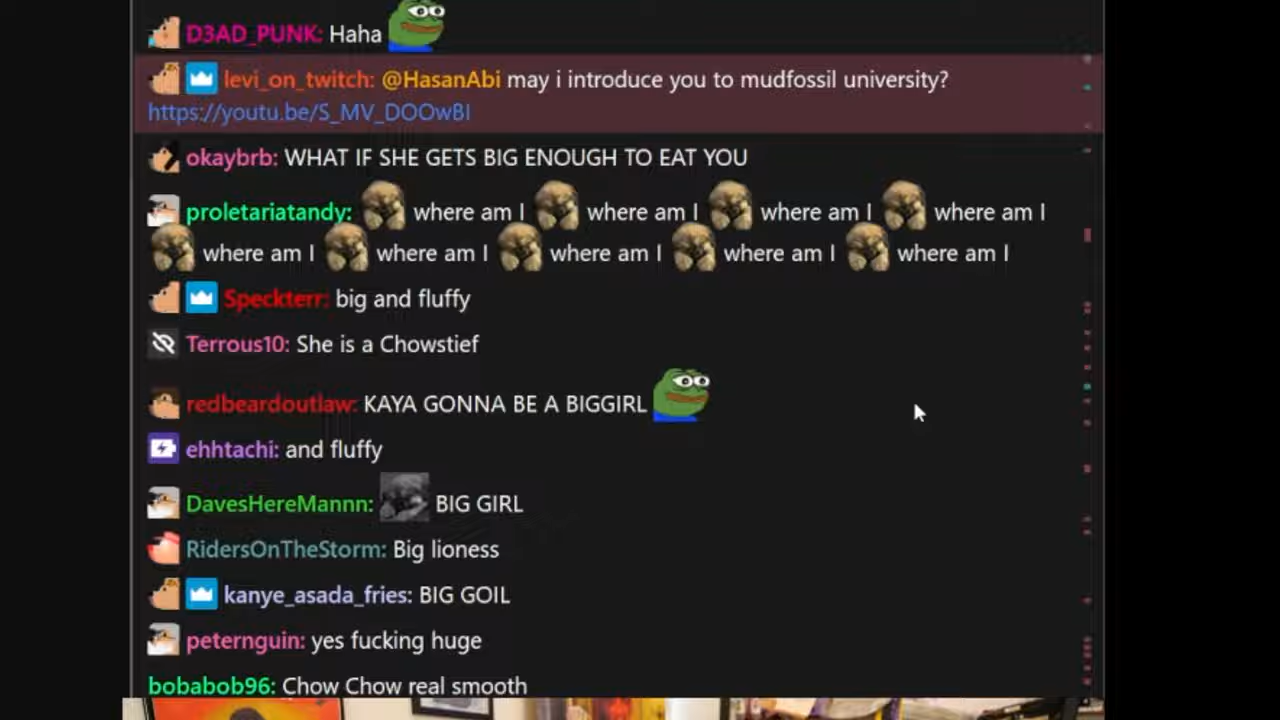 D3AD_PUNK: Haha
levi_on_twitch: @HasanAbi may i introduce you to mudfossil university?
https://youtu.be/S_MV_DOOwBI
okaybrb: WHAT IF SHE GETS BIG ENOUGH TO EAT YOU
proletariatandy: where am I where am I where am I where am I
where am I where am I where am I where am I where am I
Speckterr: big and fluffy
Terrous10: She is a Chowstief
redbeardoutlaw: KAYA GONNA BE A BIGGIRL
ehhtachi: and fluffy
DavesHereMannn: BIG GIRL
RidersOnTheStorm: Big lioness
kanye_asada_fries: BIG GOIL
peternguin: yes fucking huge
bobabob96: Chow Chow real smooth